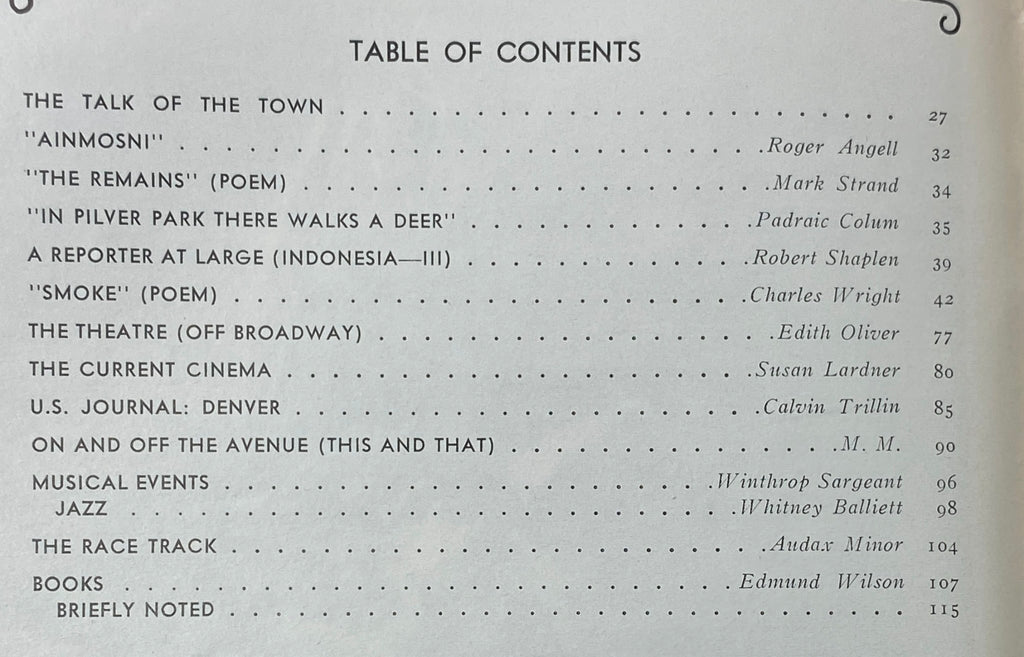 TABLE OF CONTENTS
THE TALK OF THE TOWN . . . . . . . . . . . . . . . . . . . . . . . . . 27
"AINMOSNI" . . . . . . . . . . . . . . . . . . . . . . . . . . Roger Angell 32
"THE REMAINS" (POEM) . . . . . . . . . . . . . . . . . . . . . Mark Strand 34
"IN PILVER PARK THERE WALKS A DEER" . . . . . . . . . . . . . Padraic Colum 35
A REPORTER AT LARGE (INDONESIA—III) . . . . . . . . . . . . . Robert Shaplen 39
"SMOKE" (POEM) . . . . . . . . . . . . . . . . . . . . . . . Charles Wright 42
THE THEATRE (OFF BROADWAY) . . . . . . . . . . . . . . . . . . Edith Oliver 77
THE CURRENT CINEMA . . . . . . . . . . . . . . . . . . . . . Susan Lardner 80
U.S. JOURNAL: DENVER . . . . . . . . . . . . . . . . . . . . . Calvin Trillin 85
ON AND OFF THE AVENUE (THIS AND THAT) . . . . . . . . . . . . . . . M. M. 90
MUSICAL EVENTS . . . . . . . . . . . . . . . . . . . . . . Winthrop Sargeant 96
JAZZ . . . . . . . . . . . . . . . . . . . . . . . . . . . Whitney Balliett 98
THE RACE TRACK . . . . . . . . . . . . . . . . . . . . . . . . Audax Minor 104
BOOKS . . . . . . . . . . . . . . . . . . . . . . . . . . . Edmund Wilson 107
BRIEFLY NOTED . . . . . . . . . . . . . . . . . . . . . . . . . . . . . . 115